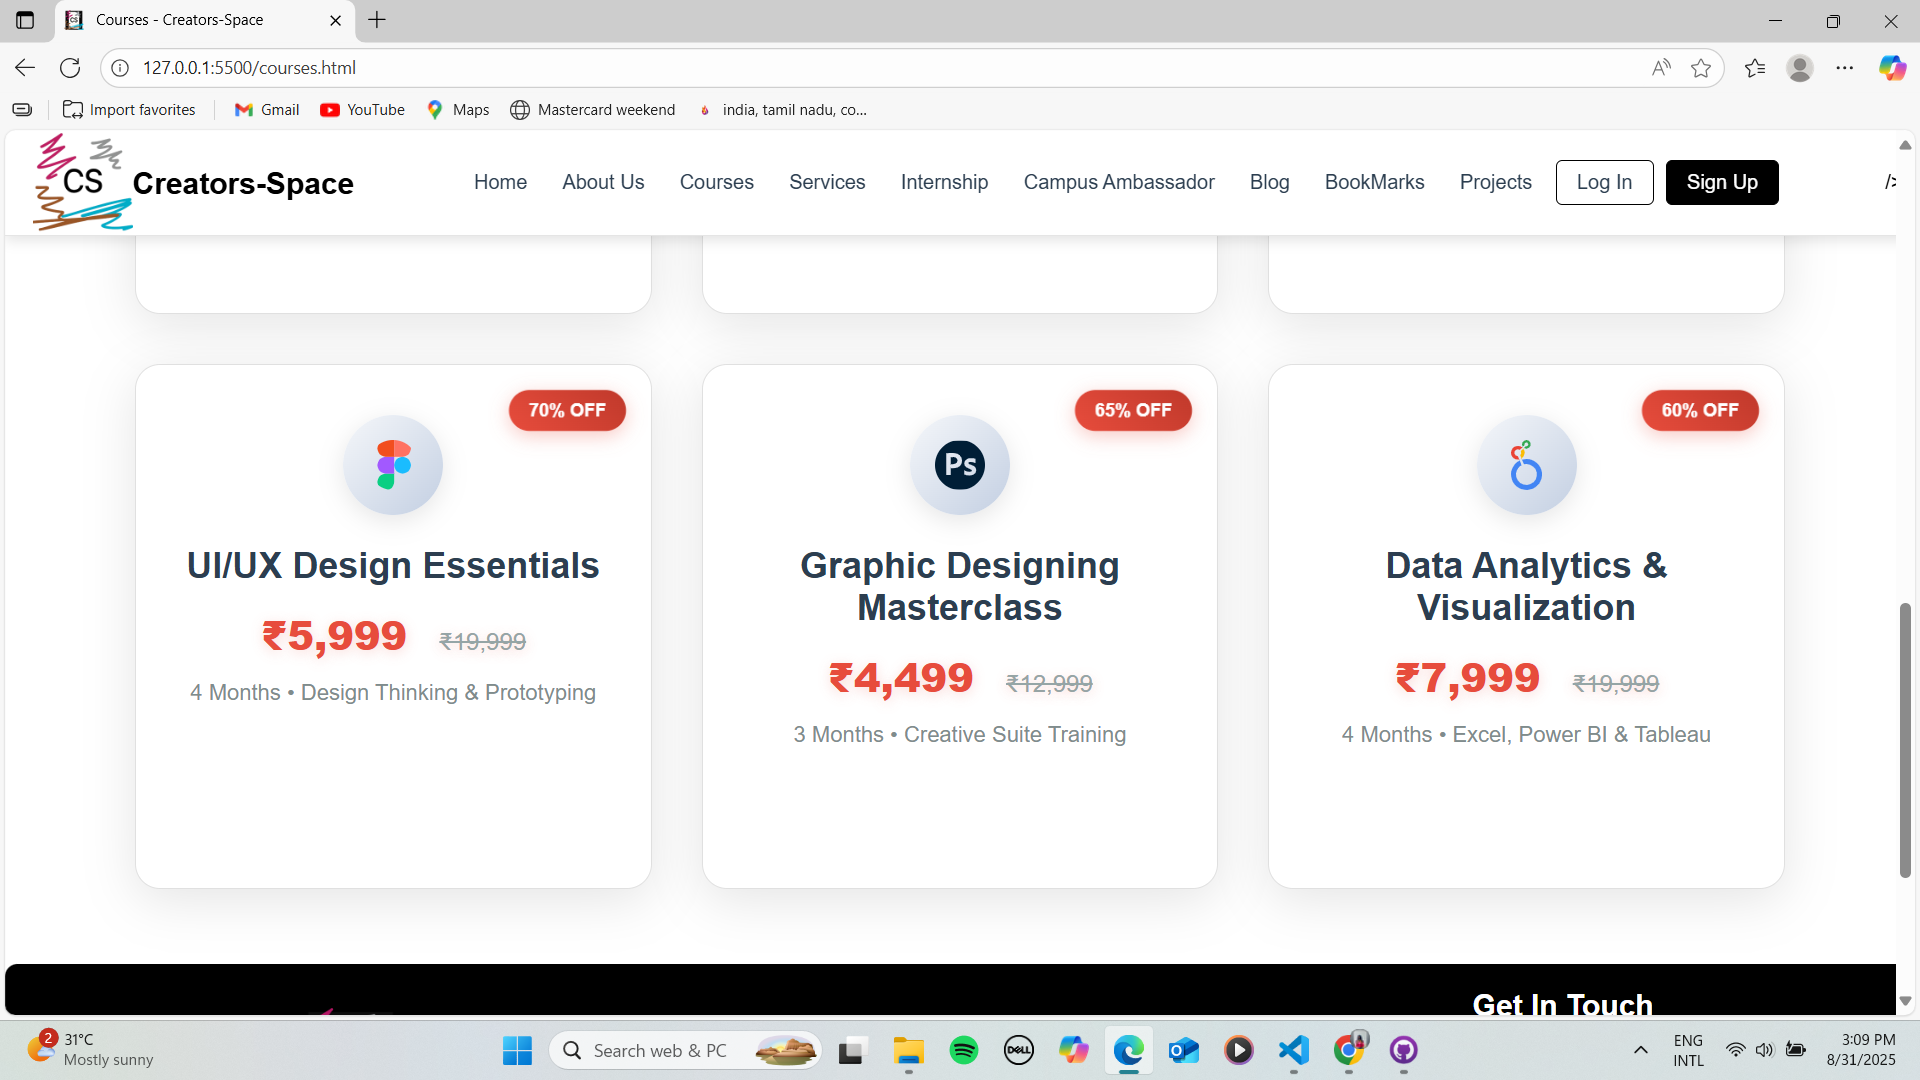 Courses - Creators-Space
127.0.0.1:5500/courses.html
Import favorites
Gmail
YouTube
Maps
Mastercard weekend
india, tamil nadu, co...
CS
Creators-Space
Home
About Us
Courses
Services
Internship
Campus Ambassador
Blog
BookMarks
Projects
Log In
Sign Up
/>
70% OFF
UI/UX Design Essentials
₹5,999 ₹19,999
4 Months • Design Thinking & Prototyping
65% OFF
Ps
Graphic Designing
Masterclass
₹4,499 ₹12,999
3 Months • Creative Suite Training
60% OFF
Data Analytics &
Visualization
₹7,999 ₹19,999
4 Months • Excel, Power BI & Tableau
Get In Touch
2
31°C
Mostly sunny
Search web & PC
DELL
ENG
INTL
3:09 PM
8/31/2025